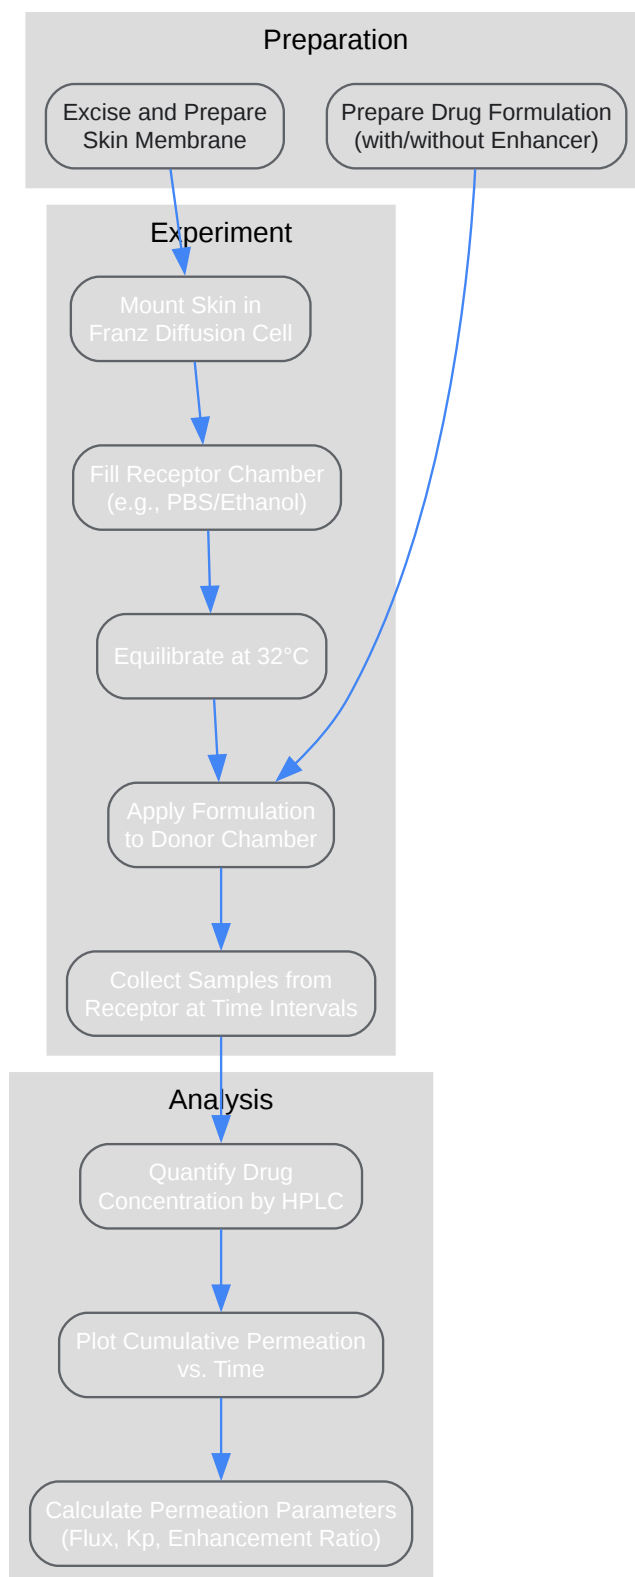 Preparation
Excise and Prepare
Skin Membrane
Prepare Drug Formulation
(with/without Enhancer)
Experiment
Mount Skin in
Franz Diffusion Cell
Fill Receptor Chamber
(e.g., PBS/Ethanol)
Equilibrate at 32°C
Apply Formulation
to Donor Chamber
Collect Samples from
Receptor at Time Intervals
Analysis
Quantify Drug
Concentration by HPLC
Plot Cumulative Permeation
vs. Time
Calculate Permeation Parameters
(Flux, Kp, Enhancement Ratio)